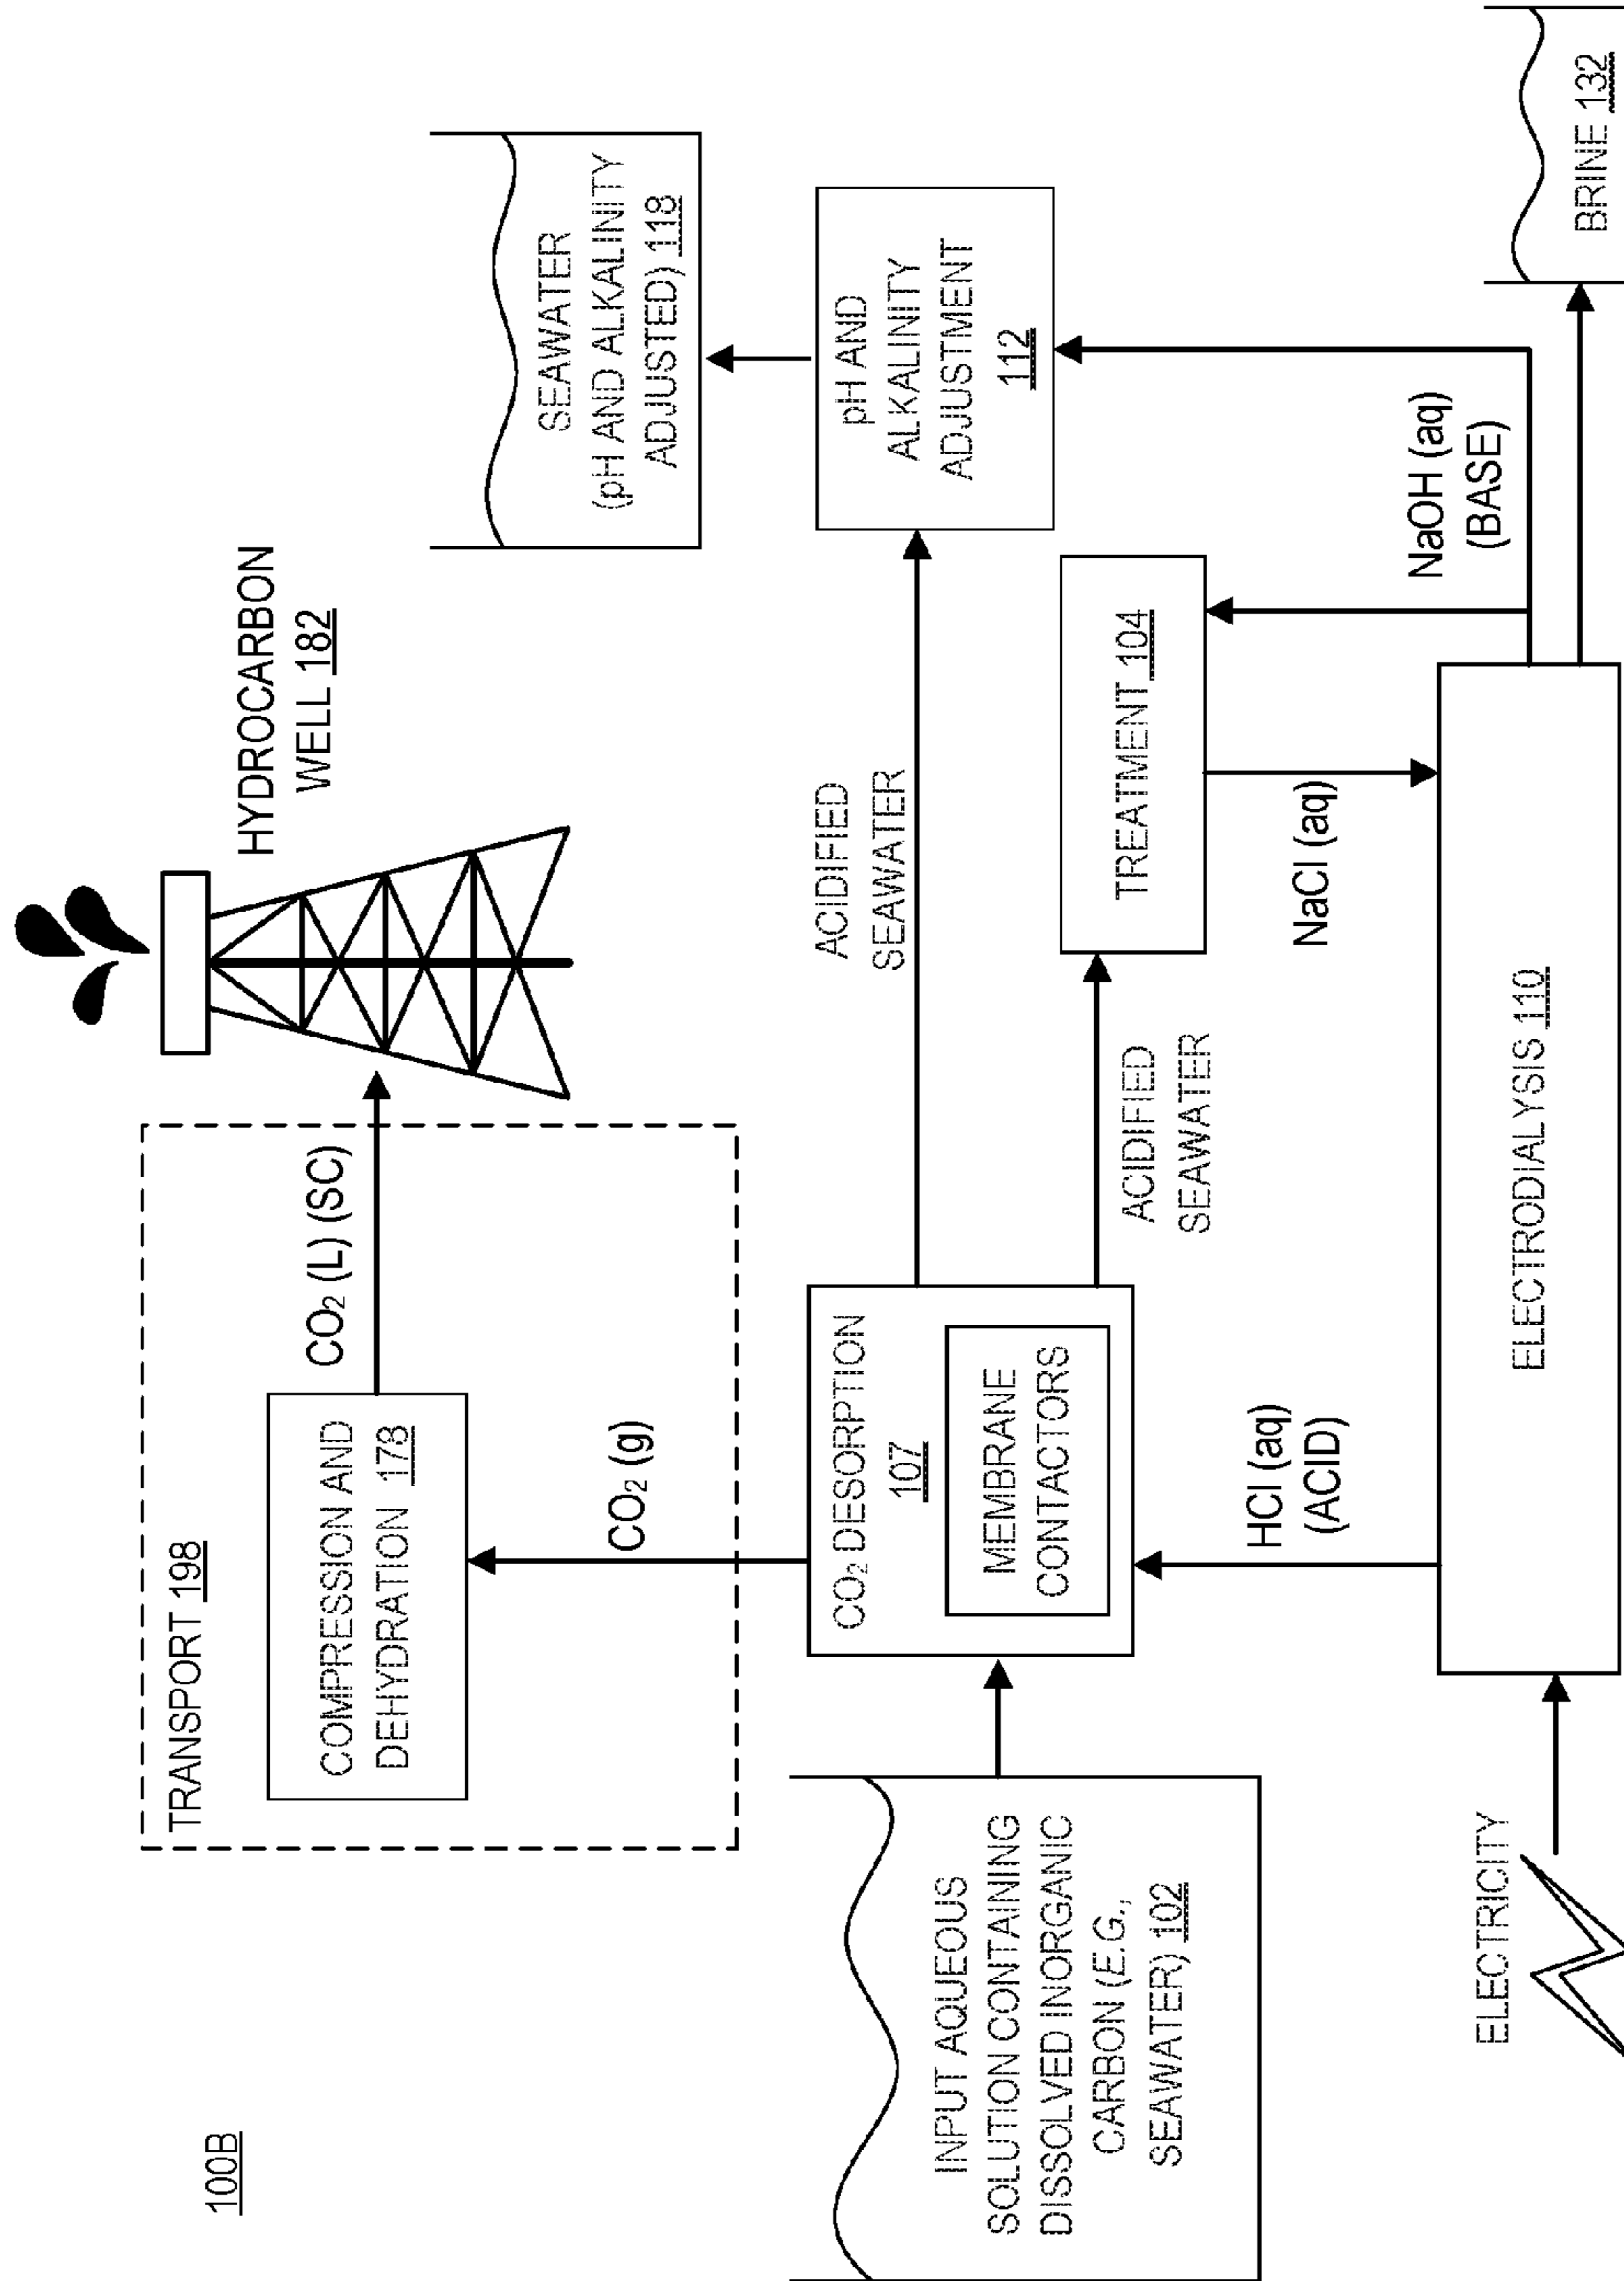 100B
TRANSPORT 198
COMPRESSION AND
DEHYDRATION 178
CO₂ (L) (SC)
HYDROCARBON
WELL 182
CO₂ (g)
SEAWATER
(pH AND ALKALINITY
ADJUSTED) 118
INPUT AQUEOUS
SOLUTION CONTAINING
DISSOLVED INORGANIC
CARBON (E.G.,
SEAWATER) 102
CO₂ DESORPTION
107
MEMBRANE
CONTACTORS
ACIDIFIED
SEAWATER
pH AND
ALKALINITY
ADJUSTMENT
112
ACIDIFIED
SEAWATER
TREATMENT 104
HCl (aq)
(ACID)
NaCl (aq)
NaOH (aq)
(BASE)
ELECTRICITY
ELECTRODIALYSIS 110
BRINE 132